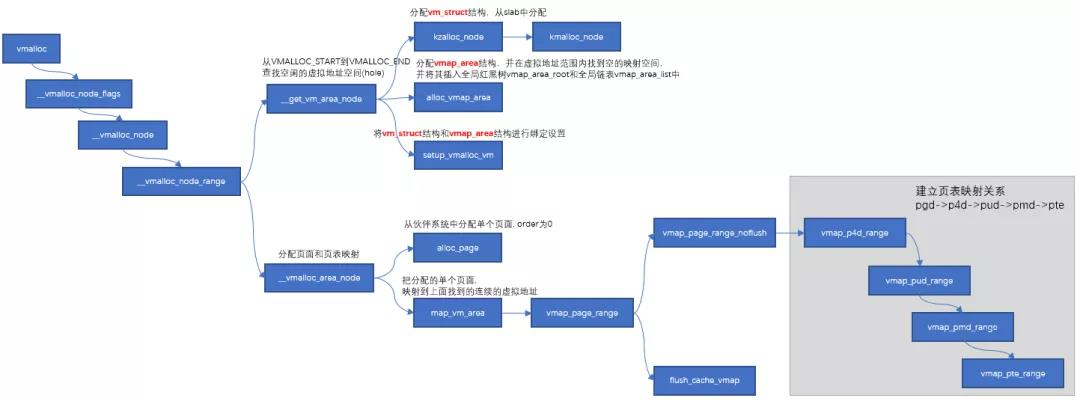 分配vm_struct结构，从slab中分配
vmalloc
kzalloc_node
kmalloc_node
从VMALLOC_START到VMALLOC_END
查找空闲的虚拟地址空间(hole)
分配vmap_area结构，并在虚拟地址范围内找到空的映射空间，
并将其插入全局红黑树vmap_area_root和全局链表vmap_area_list中
__vmalloc_node_flags
__get_vm_area_node
alloc_vmap_area
__vmalloc_node
将vm_struct结构和vmap_area结构进行绑定设置
setup_vmalloc_vm
__vmalloc_node_range
建立页表映射关系
pgd->p4d->pud->pmd->pte
从伙伴系统中分配单个页面, order为0
分配页面和页表映射
alloc_page
vmap_page_range_noflush
vmap_p4d_range
__vmalloc_area_node
把分配的单个页面,
映射到上面找到的连续的虚拟地址
vmap_pud_range
map_vm_area
vmap_page_range
vmap_pmd_range
vmap_pte_range
flush_cache_vmap